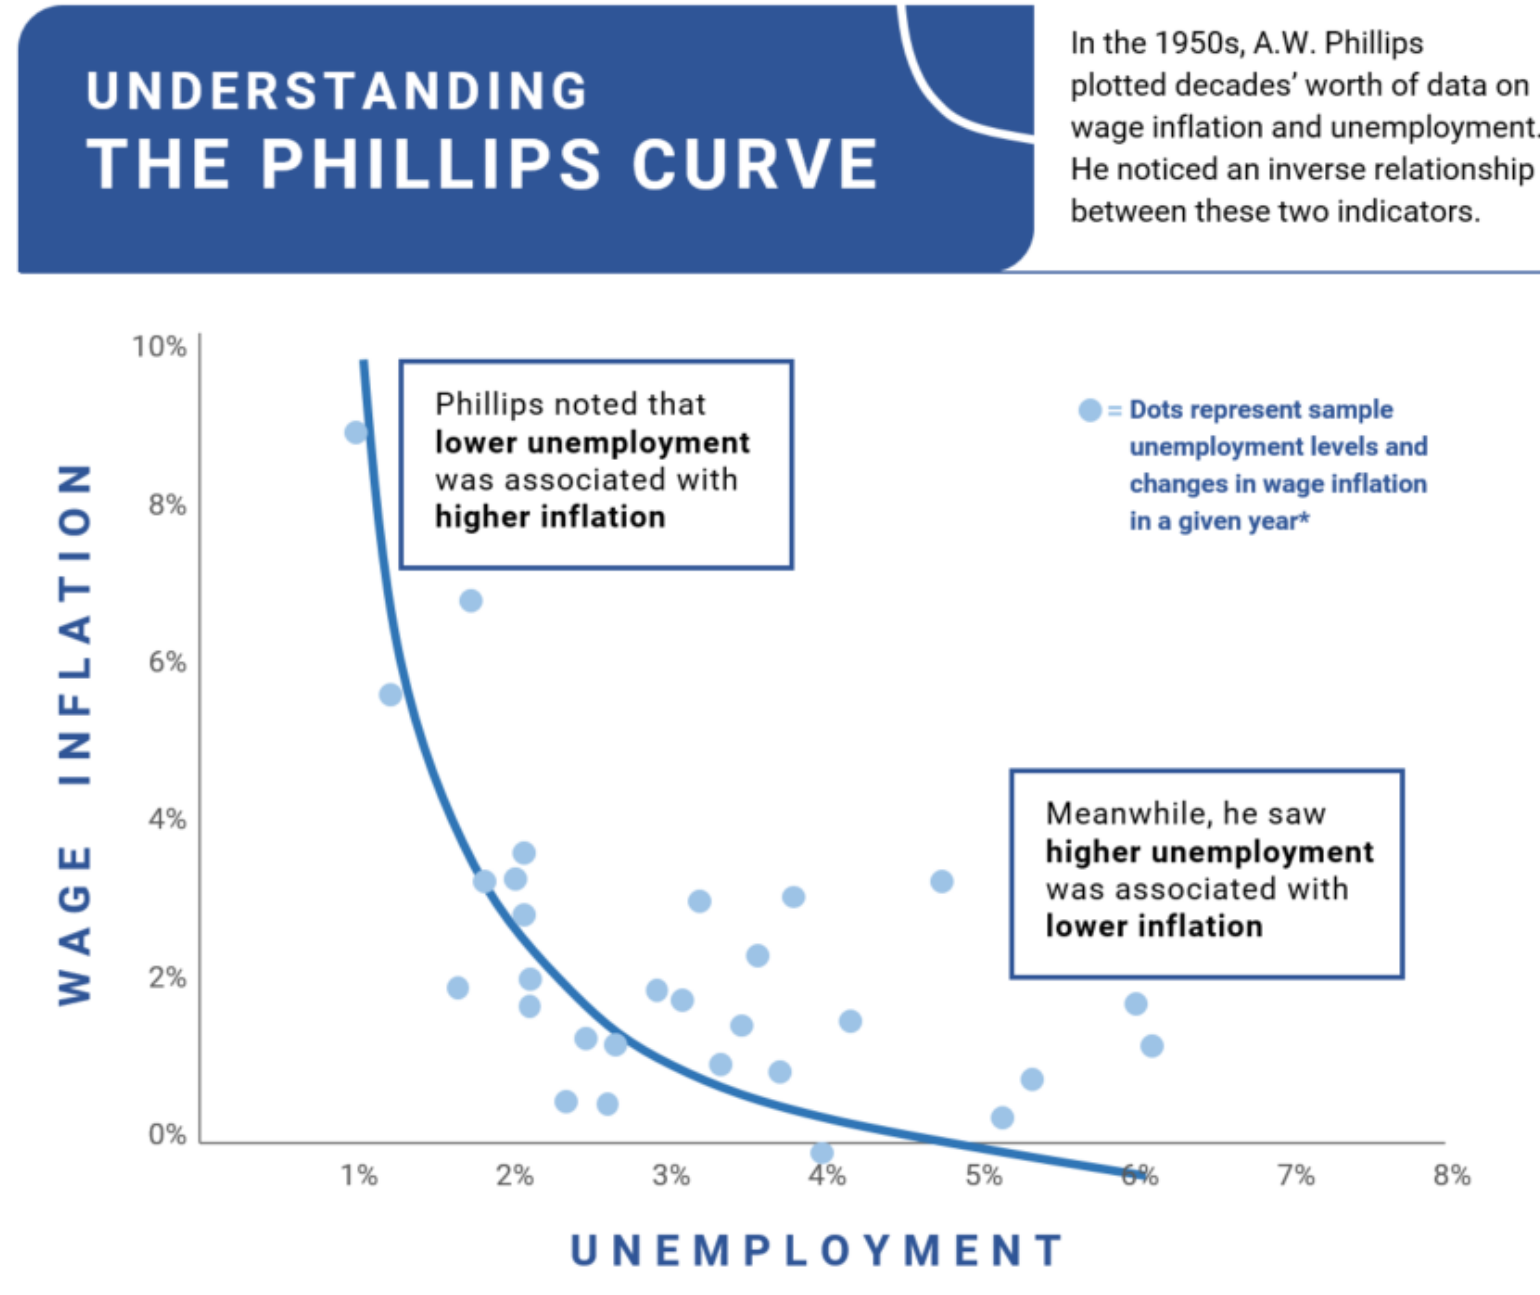 UNDERSTANDING
THE PHILLIPS CURVE
In the 1950s, A.W. Phillips
plotted decades’ worth of data on
wage inflation and unemployment.
He noticed an inverse relationship
between these two indicators.
10%
8%
6%
4%
2%
0%
WAGE INFLATION
Phillips noted that
lower unemployment
was associated with
higher inflation
= Dots represent sample
unemployment levels and
changes in wage inflation
in a given year*
Meanwhile, he saw
higher unemployment
was associated with
lower inflation
1% 2% 3% 4% 5% 6% 7% 8%
UNEMPLOYMENT